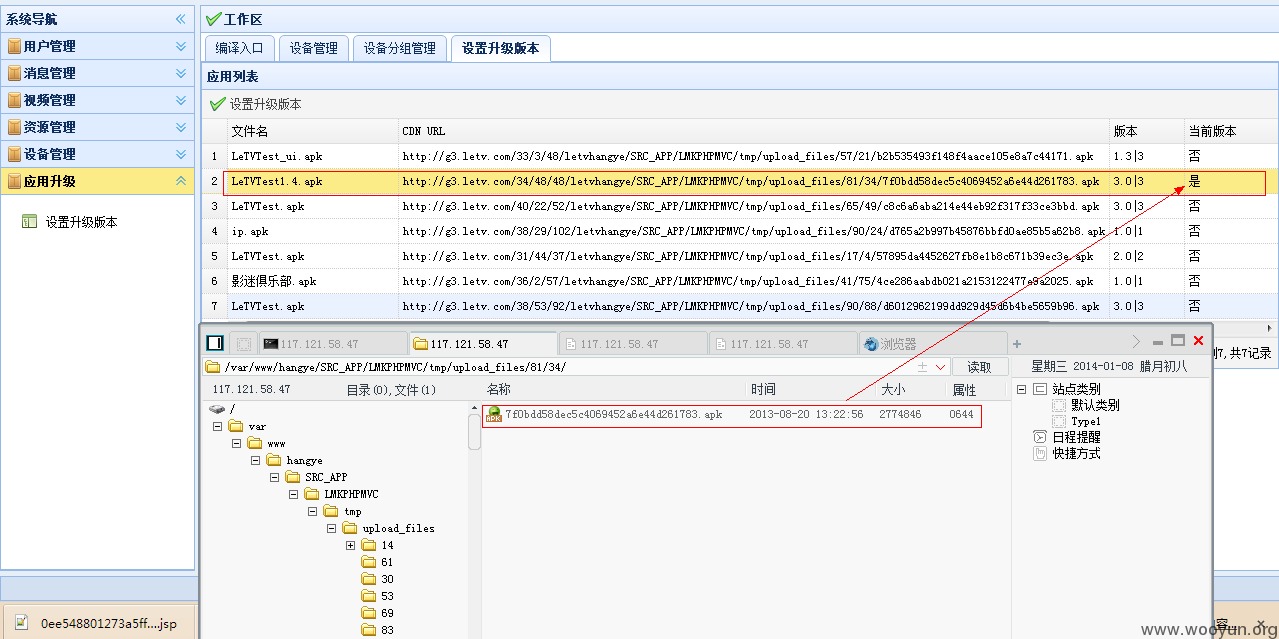 系统导航
用户管理
消息管理
视频管理
资源管理
设备管理
应用升级
设置升级版本
工作区
编译入口 设备管理 设备分组管理 设置升级版本
应用列表
设置升级版本
文件名 CDN URL 版本 当前版本
1 LeTVTest_ui.apk http://g3.letv.com/33/3/48/letvhangye/SRC_APP/LMKPHPMVC/tmp/upload_files/57/21/b2b535493f148f4aace105e8a7c44171.apk 1.3|3 否
2 LeTVTest1.4.apk http://g3.letv.com/34/48/48/letvhangye/SRC_APP/LMKPHPMVC/tmp/upload_files/81/34/7f0bdd58dec5c4069452a6e44d261783.apk 3.0|3 是
3 LeTVTest.apk http://g3.letv.com/40/22/52/letvhangye/SRC_APP/LMKPHPMVC/tmp/upload_files/65/49/c8c6a6aba214e44eb92f317f33ce3bbd.apk 3.0|3 否
4 ip.apk http://g3.letv.com/38/29/102/letvhangye/SRC_APP/LMKPHPMVC/tmp/upload_files/90/24/d765a2b997b45876bbfd0ae85b5a62b8.apk 1.0|1 否
5 LeTVTest.apk http://g3.letv.com/31/44/37/letvhangye/SRC_APP/LMKPHPMVC/tmp/upload_files/17/4/57895da4452627fb8e1b8c671b39ec3e.apk 2.0|2 否
6 影迷俱乐部.apk http://g3.letv.com/36/2/57/letvhangye/SRC_APP/LMKPHPMVC/tmp/upload_files/41/75/4ce286aabdb021a2153122477e9a2025.apk 1.0|1 否
7 LeTVTest.apk http://g3.letv.com/38/53/92/letvhangye/SRC_APP/LMKPHPMVC/tmp/upload_files/90/88/d6012962199dd929d45d6b4be5659b96.apk 3.0|3 否
7,共7记录
117.121.58.47 117.121.58.47 117.121.58.47 117.121.58.47 浏览器
/var/www/hangye/SRC_APP/LMKPHPMVC/tmp/upload_files/81/34/ 读取
星期三 2014-01-08 腊月初八
117.121.58.47 目录(0),文件(1) 名称 时间 大小 属性
7f0bdd58dec5c4069452a6e44d261783.apk 2013-08-20 13:22:56 2774846 0644
/
var
www
hangye
SRC_APP
LMKPHPMVC
tmp
upload_files
14
61
30
53
69
83
站点类别
默认类别
Type1
日程提醒
快捷方式
0ee548801273a5ff....jsp
www.wooyun.org